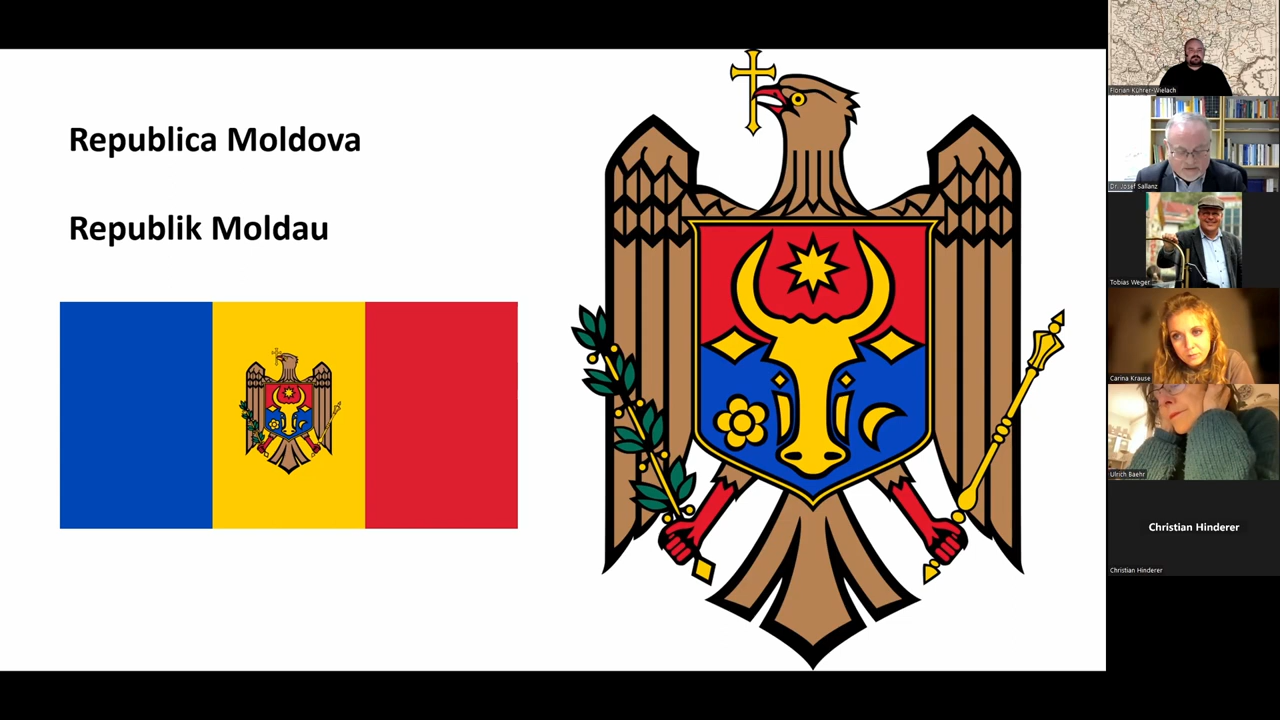 Republica Moldova
Republik Moldau
Florian Kührer-Wielach
Dr. Josef Sallanz
Tobias Weger
Carina Krause
Ulrich Baehr
Christian Hinderer
Christian Hinderer